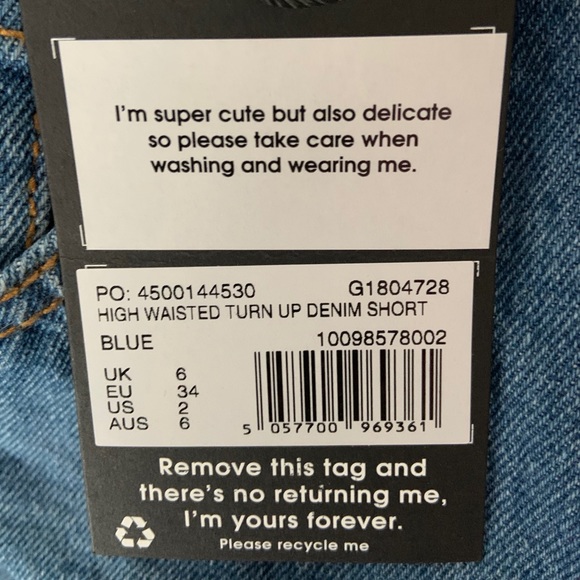 I'm super cute but also delicate
so please take care when
washing and wearing me.
PO: 4500144530 G1804728
HIGH WAISTED TURN UP DENIM SHORT
BLUE 10098578002
UK 6
EU 34
US 2
AUS 6
5 057700 969361
Remove this tag and
there's no returning me,
I'm yours forever.
Please recycle me